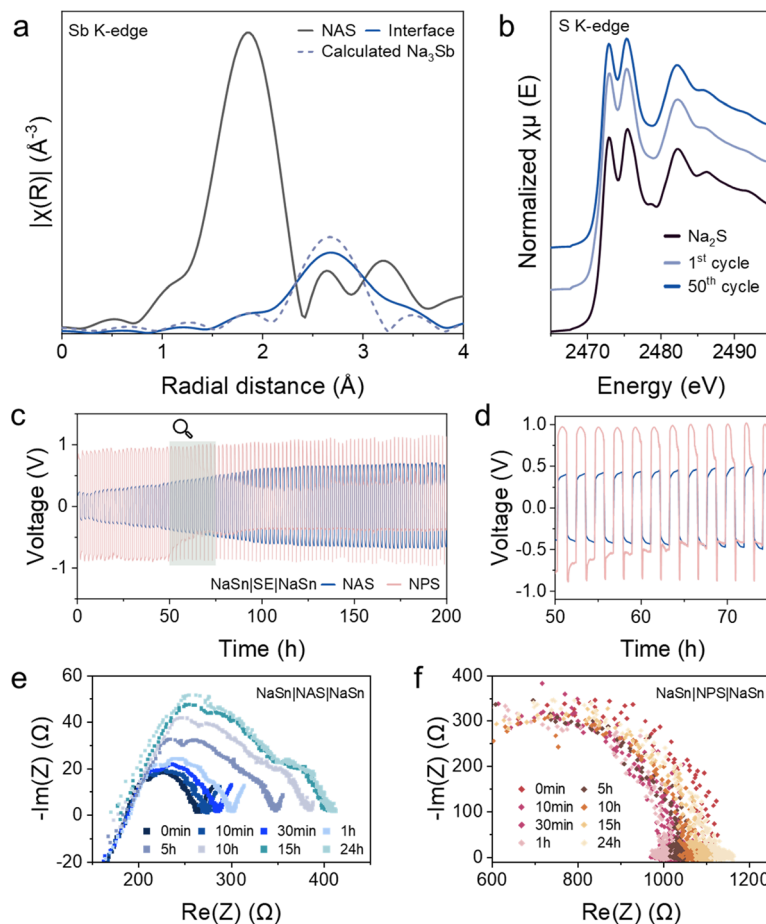 a
Sb K-edge
NAS
Interface
Calculated Na₃Sb
|χ(R)| (Å⁻³)
0 1 2 3 4
Radial distance (Å)
b
S K-edge
Normalized χμ (E)
Na₂S
1ˢᵗ cycle
50ᵗʰ cycle
2470 2480 2490
Energy (eV)
c
Voltage (V)
1
0
-1
NaSn|SE|NaSn
NAS
NPS
0 50 100 150 200
Time (h)
d
Voltage (V)
1.0
0.5
0.0
-0.5
-1.0
50 60 70
Time (h)
e
NaSn|NAS|NaSn
-Im(Z) (Ω)
60
40
20
0
-20
0min 10min 30min 1h
5h 10h 15h 24h
200 300 400
Re(Z) (Ω)
f
NaSn|NPS|NaSn
-Im(Z) (Ω)
400
300
200
100
0
0min 5h
10min 10h
30min 15h
1h 24h
600 800 1000 1200
Re(Z) (Ω)